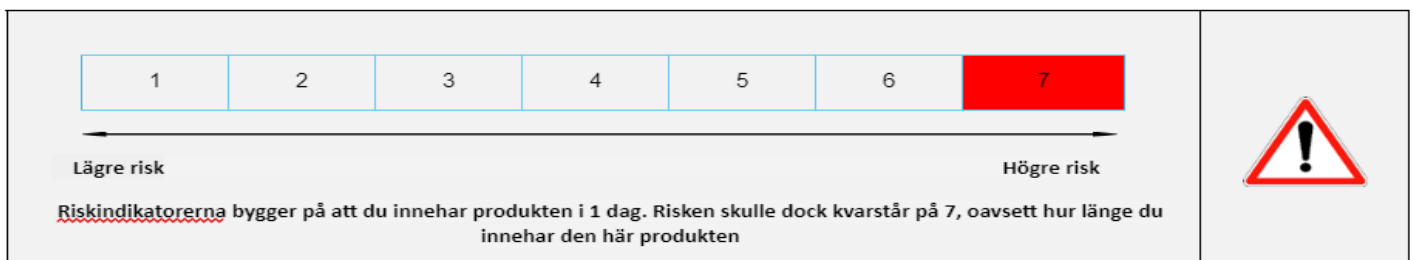 1 2 3 4 5 6 7
Lägre risk Högre risk
Riskindikatorerna bygger på att du innehar produkten i 1 dag. Risken skulle dock kvarstår på 7, oavsett hur länge du
innehar den här produkten